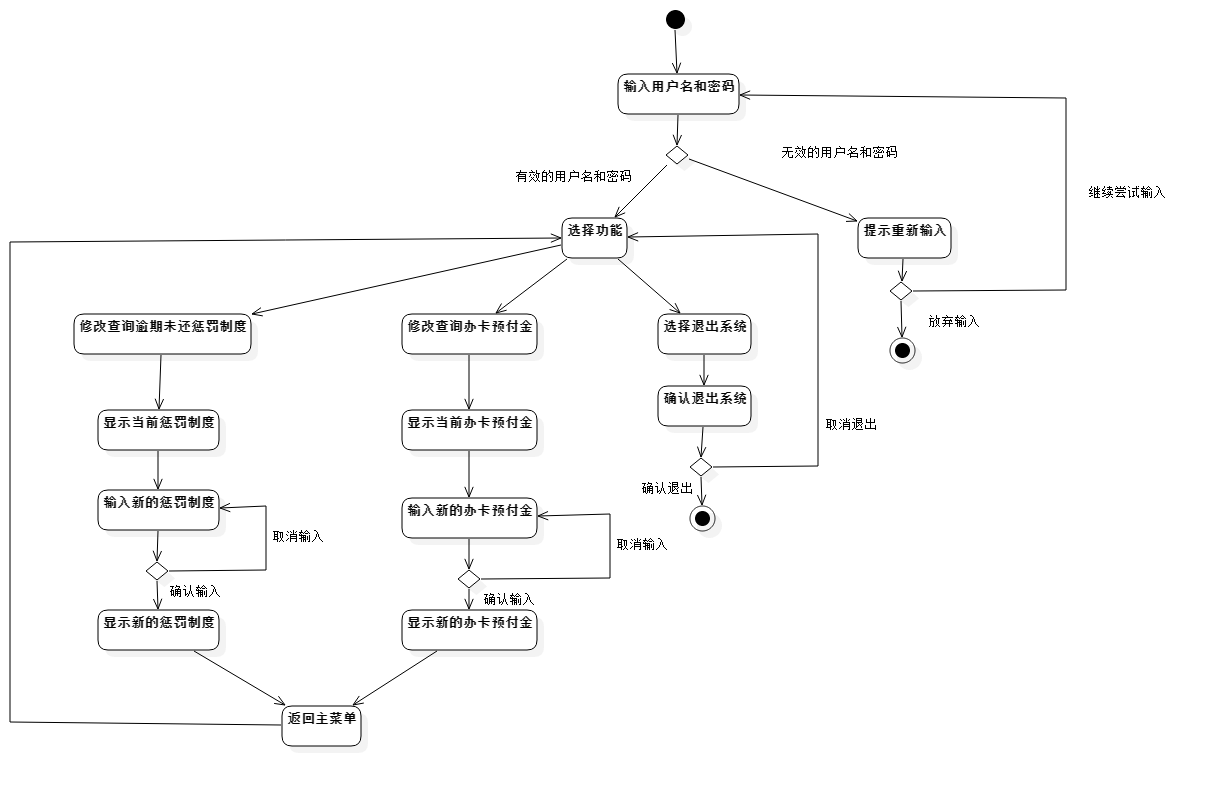 输入用户名和密码
无效的用户名和密码
有效的用户名和密码
继续尝试输入
选择功能
提示重新输入
放弃输入
修改查询逾期未还惩罚制度
修改查询办卡预付金
选择退出系统
显示当前惩罚制度
显示当前办卡预付金
确认退出系统
取消退出
确认退出
输入新的惩罚制度
输入新的办卡预付金
取消输入
取消输入
确认输入
确认输入
显示新的惩罚制度
显示新的办卡预付金
返回主菜单